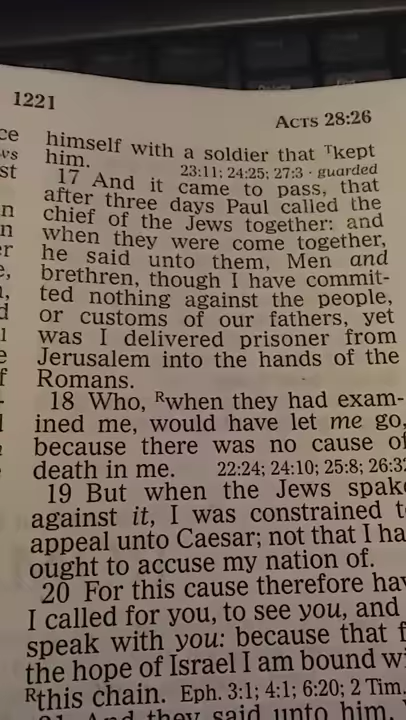 1221
ACTS 28:26
himself with a soldier that ᵀkept
him. 23:11; 24:25; 27:3 · guarded
17 And it came to pass, that
after three days Paul called the
chief of the Jews together: and
when they were come together,
he said unto them, Men and
brethren, though I have commit-
ted nothing against the people,
or customs of our fathers, yet
was I delivered prisoner from
Jerusalem into the hands of the
Romans.
18 Who, ᴿwhen they had exam-
ined me, would have let me go,
because there was no cause of
death in me. 22:24; 24:10; 25:8; 26:32
19 But when the Jews spake
against it, I was constrained
appeal unto Caesar; not that I
ought to accuse my nation of.
20 For this cause therefore
I called for you, to see you, and
speak with you: because that
the hope of Israel I am bound
ᴿthis chain. Eph. 3:1; 4:1; 6:20; 2 Tim.
21 And they said unto him,